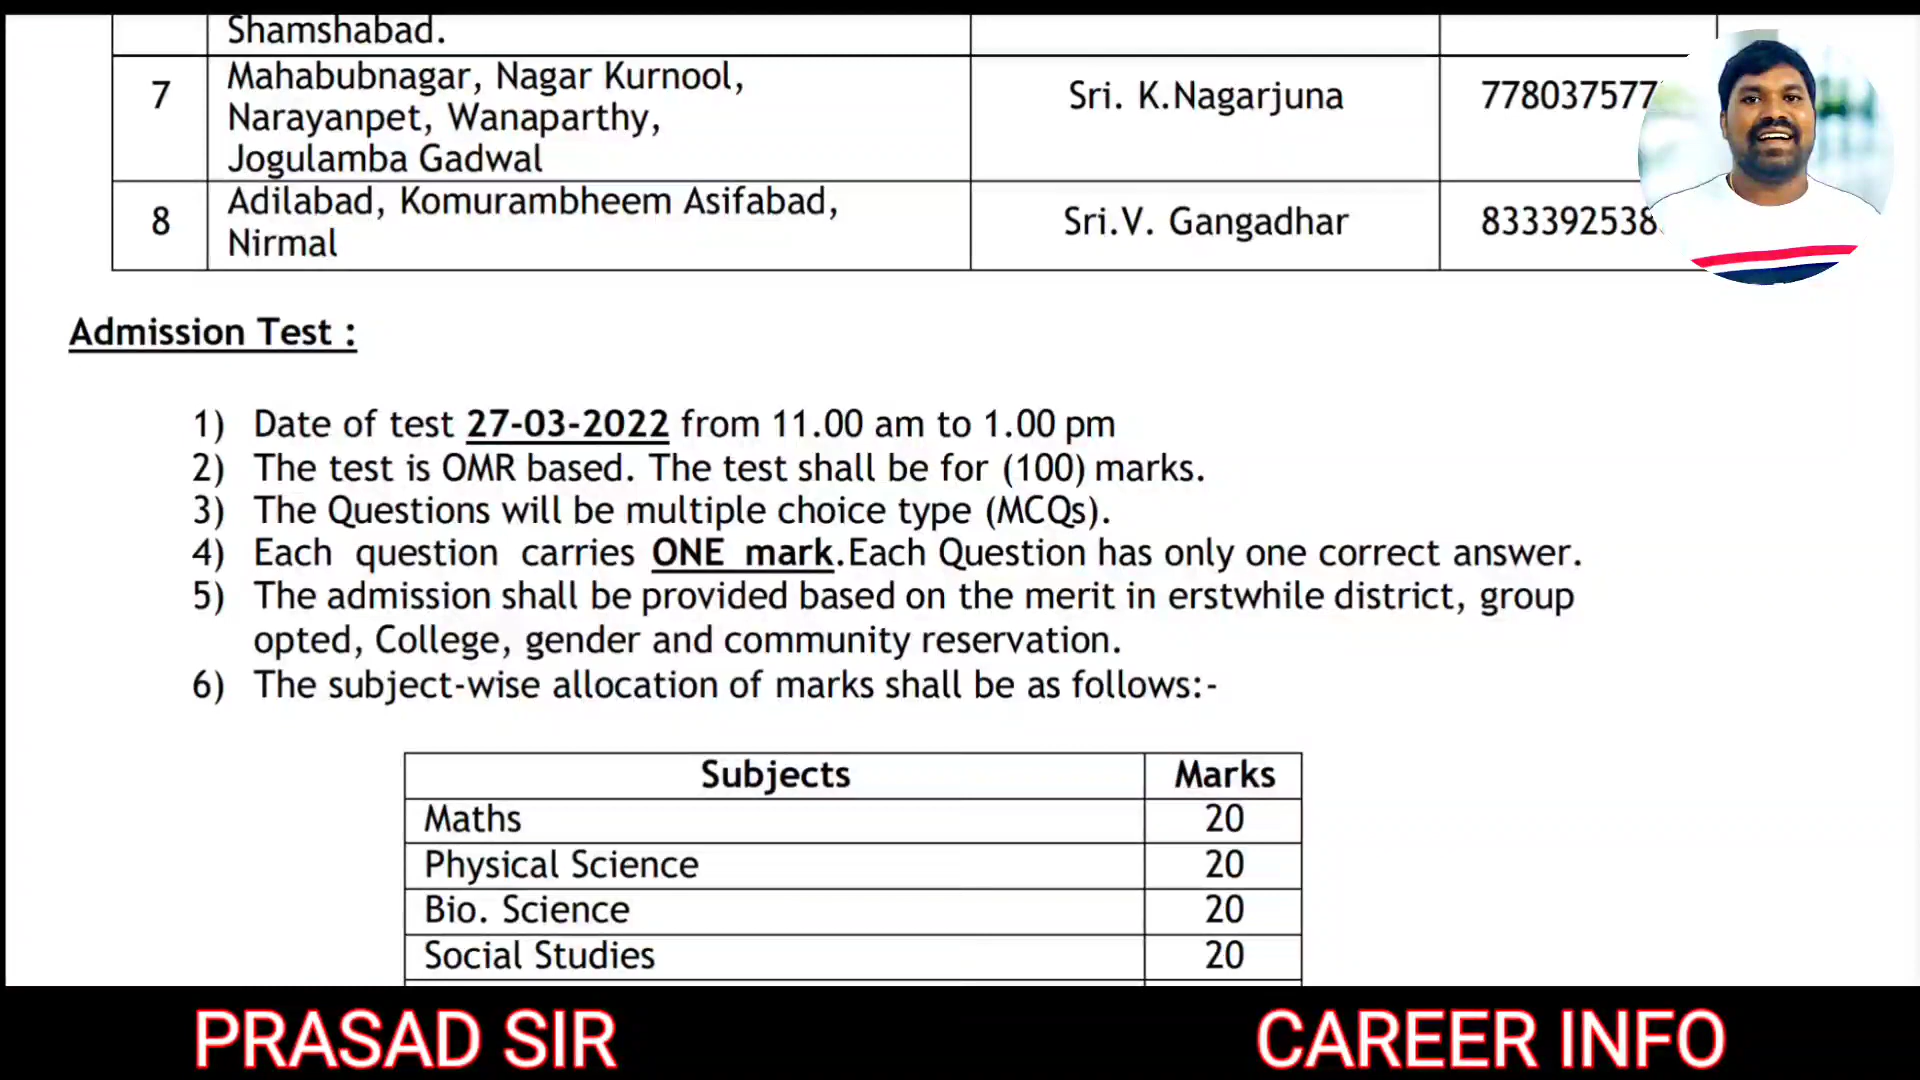 Shamshabad.
7
Mahabubnagar, Nagar Kurnool,
Narayanpet, Wanaparthy,
Jogulamba Gadwal
Sri. K.Nagarjuna
778037577
8
Adilabad, Komurambheem Asifabad,
Nirmal
Sri.V. Gangadhar
833392538
Admission Test :
1) Date of test 27-03-2022 from 11.00 am to 1.00 pm
2) The test is OMR based. The test shall be for (100) marks.
3) The Questions will be multiple choice type (MCQs).
4) Each question carries ONE mark.Each Question has only one correct answer.
5) The admission shall be provided based on the merit in erstwhile district, group
opted, College, gender and community reservation.
6) The subject-wise allocation of marks shall be as follows:-
Subjects Marks
Maths 20
Physical Science 20
Bio. Science 20
Social Studies 20
PRASAD SIR CAREER INFO